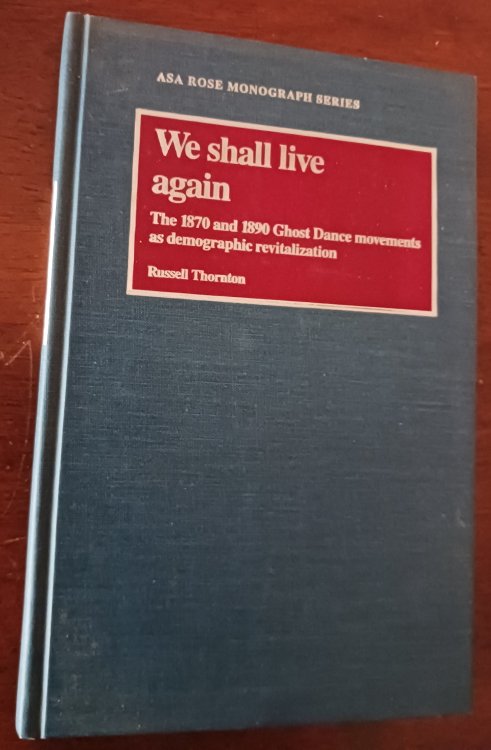 ASA ROSE MONOGRAPH SERIES
We shall live
again
The 1870 and 1890 Ghost Dance movements
as demographic revitalization
Russell Thornton